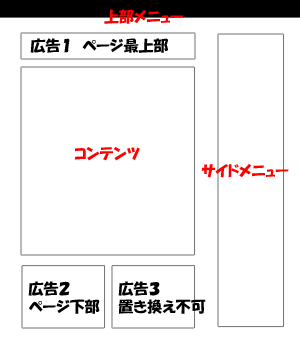 上部メニュー
広告1 ページ最上部
コンテンツ
サイドメニュー
広告2
ページ下部
広告3
置き換え不可